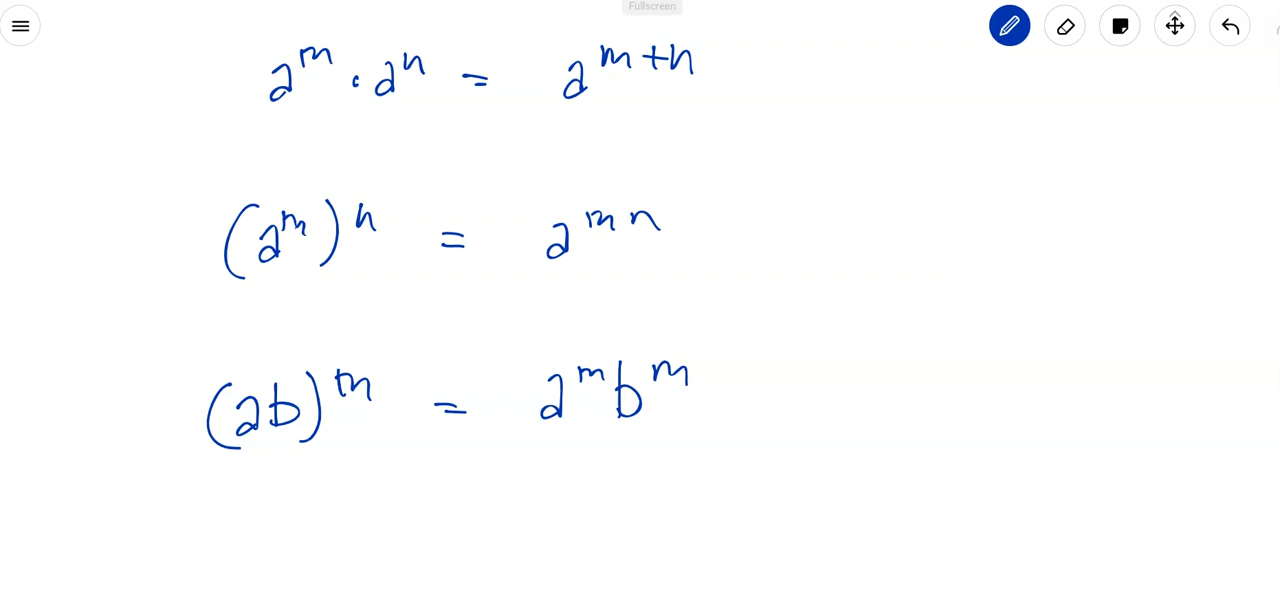 Fullscreen
a^m · a^n = a^{m+n}
(a^m)^n = a^{mn}
(ab)^m = a^m b^m